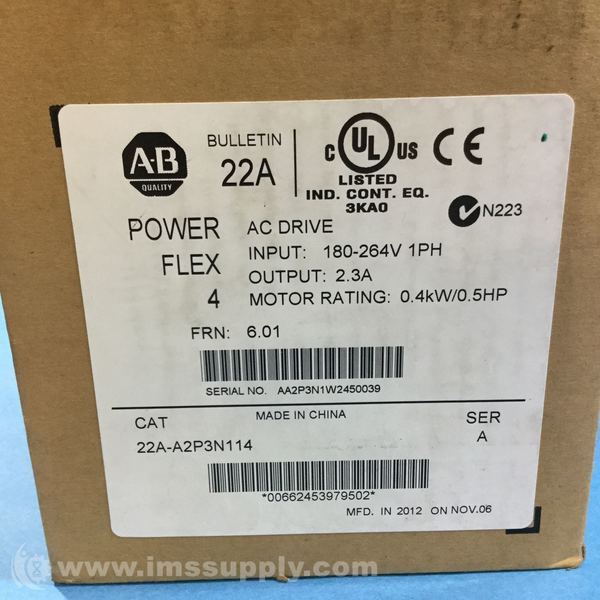 A-B
QUALITY
BULLETIN
22A
C UL US CE
LISTED
IND. CONT. EQ.
3KA0
N223
POWER
FLEX
4
AC DRIVE
INPUT: 180-264V 1PH
OUTPUT: 2.3A
MOTOR RATING: 0.4kW/0.5HP
FRN: 6.01
SERIAL NO. AA2P3N1W2450039
CAT
MADE IN CHINA
SER
22A-A2P3N114
A
*00662453979502*
MFD. IN 2012 ON NOV.06
www.imssupply.com